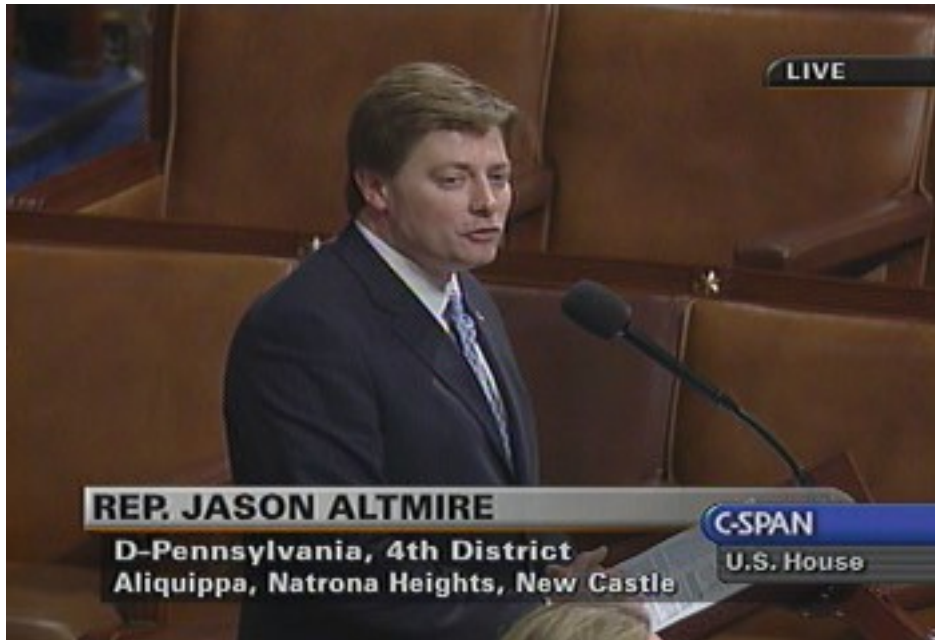 LIVE
REP. JASON ALTMIRE
D–Pennsylvania, 4th District
Aliquippa, Natrona Heights, New Castle
C-SPAN
U.S. House